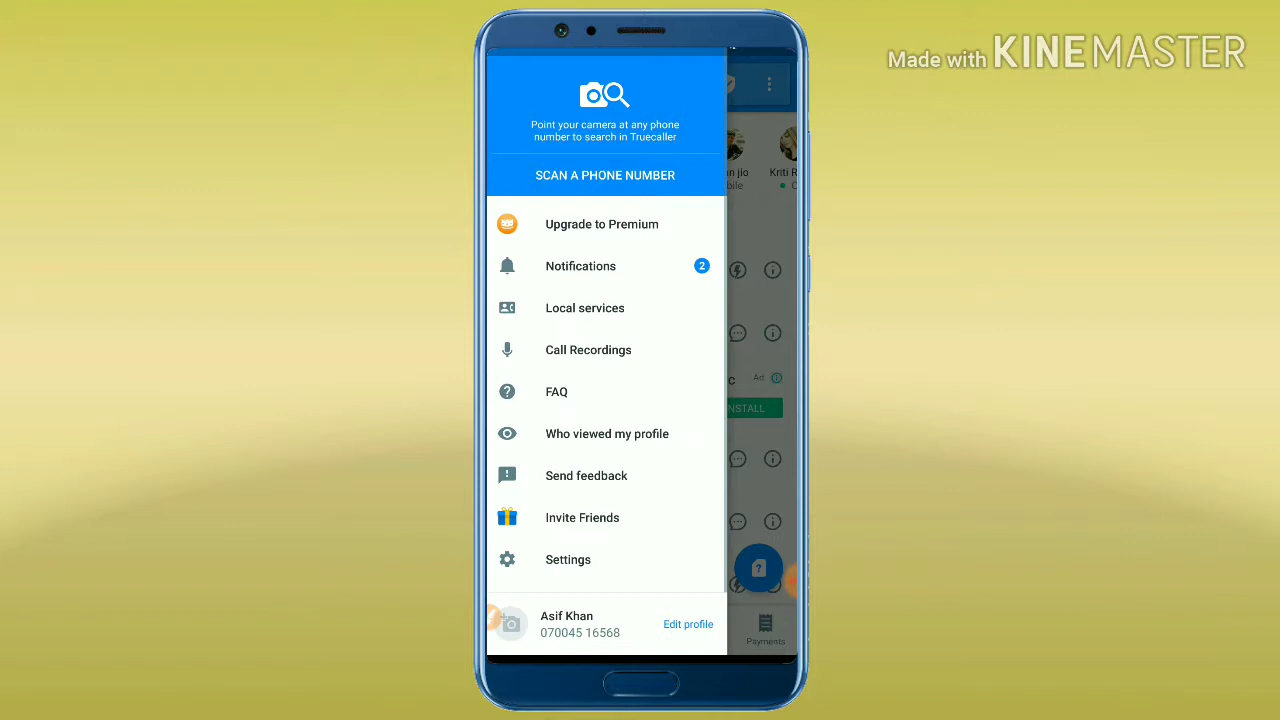 Made with KINEMASTER
Point your camera at any phone
number to search in Truecaller
SCAN A PHONE NUMBER
Upgrade to Premium
Notifications 2
Local services
Call Recordings
FAQ
Who viewed my profile
Send feedback
Invite Friends
Settings
Asif Khan
070045 16568
Edit profile
n jio
Kriti R
bile
c Ad
NSTALL
Payments